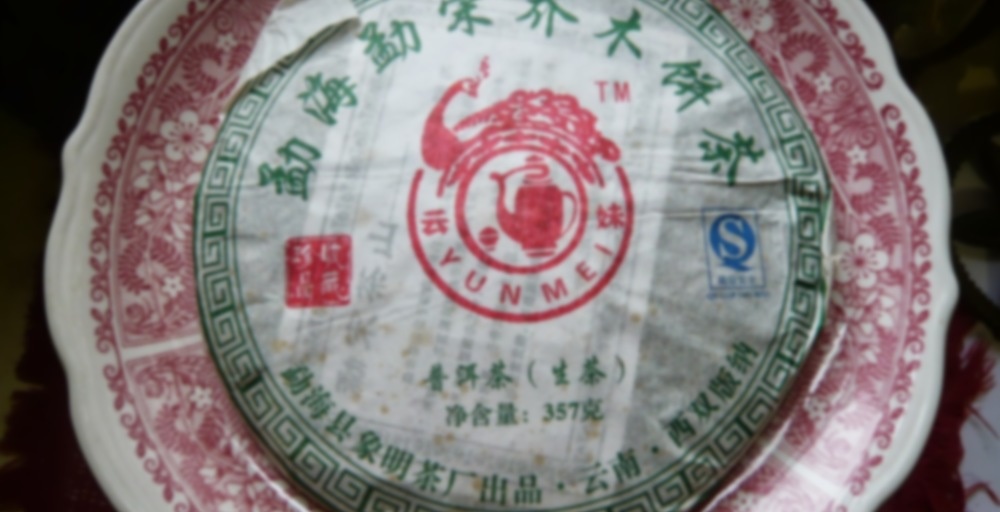 勐海勐宋乔木饼茶
TM
云 YUNMEI 妹
普洱茶(生茶)
净含量:357克
勐海县象明茶厂出品·云南·西双版纳